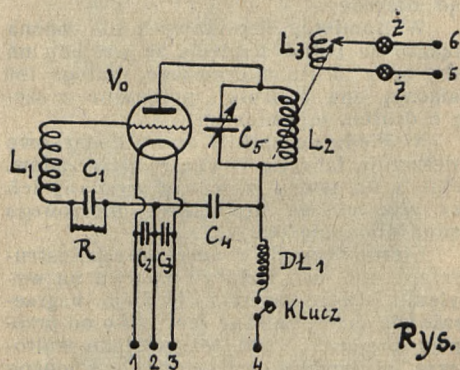 L₃
Ż
6
Ż
5
V₀
C₅
L₂
L₁
C₁
R
C₂
C₃
C₄
DŁ1
Klucz
1 2 3 4
Rys.